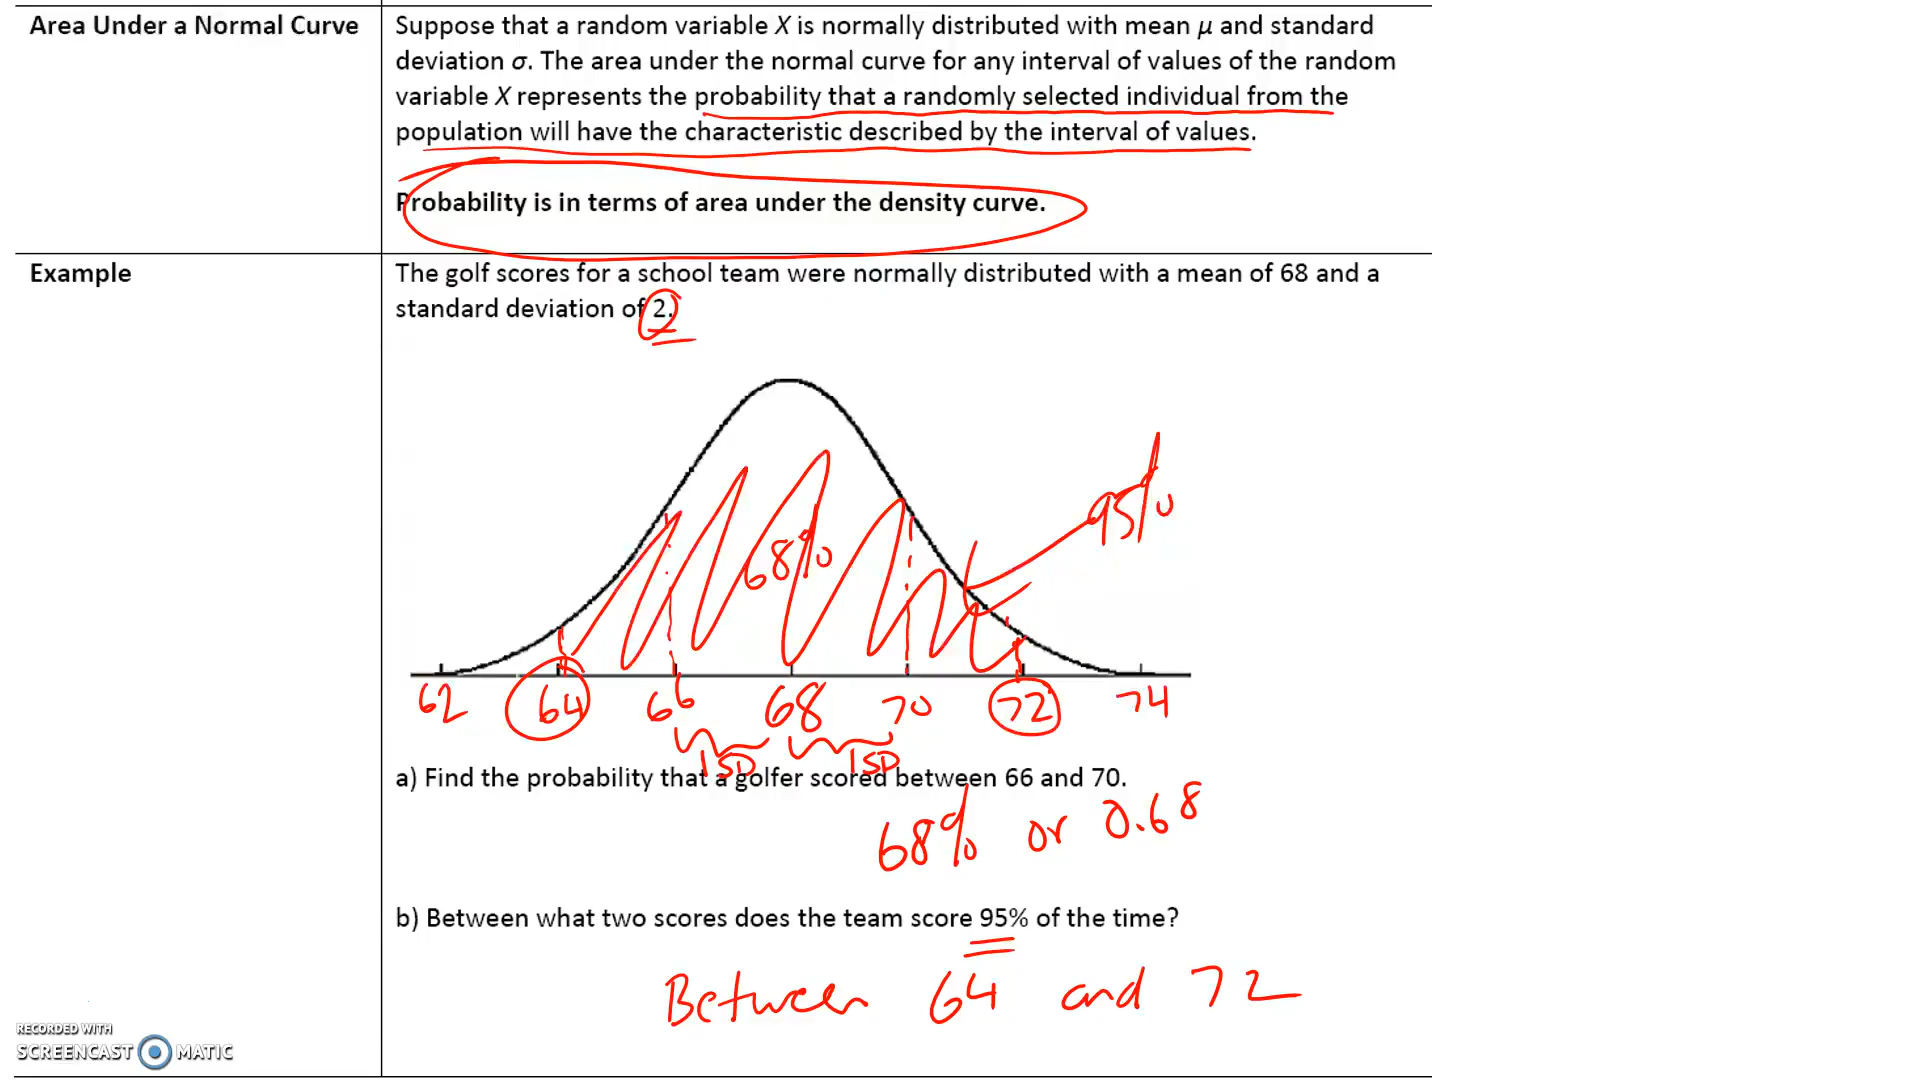 Area Under a Normal Curve
Suppose that a random variable X is normally distributed with mean μ and standard
deviation σ. The area under the normal curve for any interval of values of the random
variable X represents the probability that a randomly selected individual from the
population will have the characteristic described by the interval of values.
Probability is in terms of area under the density curve.
Example
The golf scores for a school team were normally distributed with a mean of 68 and a
standard deviation of 2.
95%
68%
62 64 66 68 70 72 74
1SD 1SD
a) Find the probability that a golfer scored between 66 and 70.
68% or 0.68
b) Between what two scores does the team score 95% of the time?
Between 64 and 72
RECORDED WITH
SCREENCAST MATIC